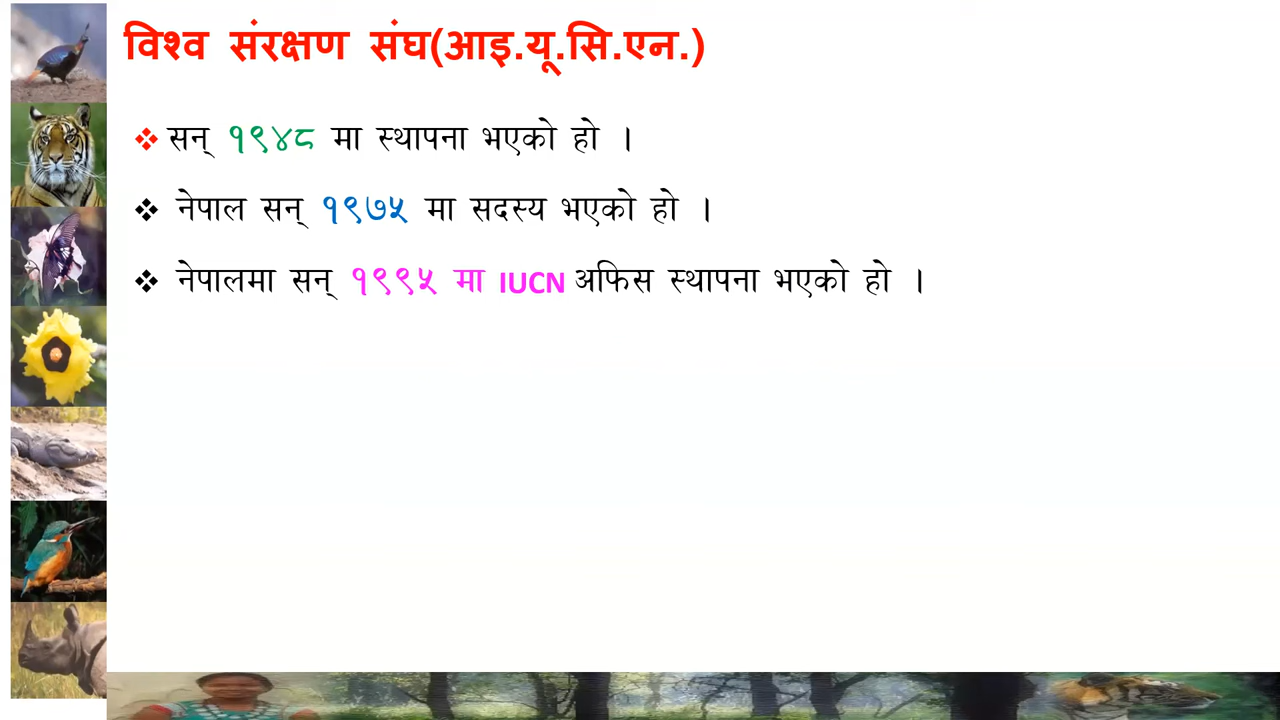 विश्व संरक्षण संघ(आइ.यू.सि.एन.)
❖ सन् १९४८ मा स्थापना भएको हो ।
❖ नेपाल सन् १९७५ मा सदस्य भएको हो ।
❖ नेपालमा सन् १९९५ मा IUCN अफिस स्थापना भएको हो ।